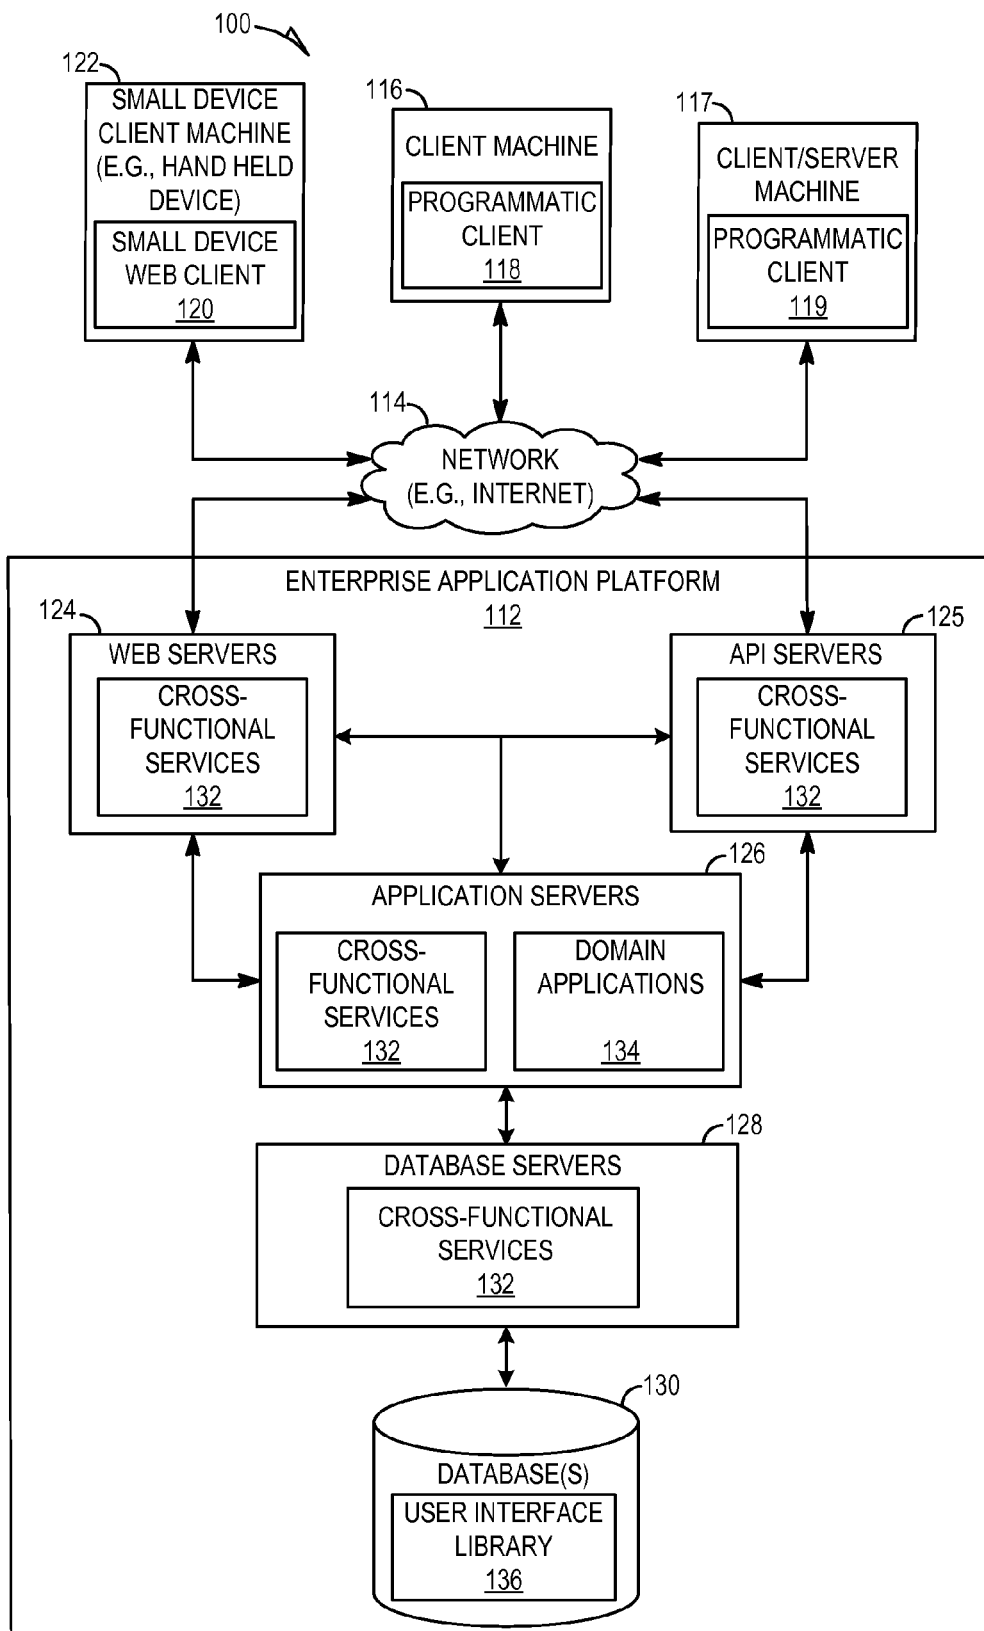 100
122
SMALL DEVICE
CLIENT MACHINE
(E.G., HAND HELD
DEVICE)
SMALL DEVICE
WEB CLIENT
120
116
CLIENT MACHINE
PROGRAMMATIC
CLIENT
118
117
CLIENT/SERVER
MACHINE
PROGRAMMATIC
CLIENT
119
114
NETWORK
(E.G., INTERNET)
ENTERPRISE APPLICATION PLATFORM
112
124
WEB SERVERS
CROSS-
FUNCTIONAL
SERVICES
132
125
API SERVERS
CROSS-
FUNCTIONAL
SERVICES
132
126
APPLICATION SERVERS
CROSS-
FUNCTIONAL
SERVICES
132
DOMAIN
APPLICATIONS
134
128
DATABASE SERVERS
CROSS-FUNCTIONAL
SERVICES
132
130
DATABASE(S)
USER INTERFACE
LIBRARY
136